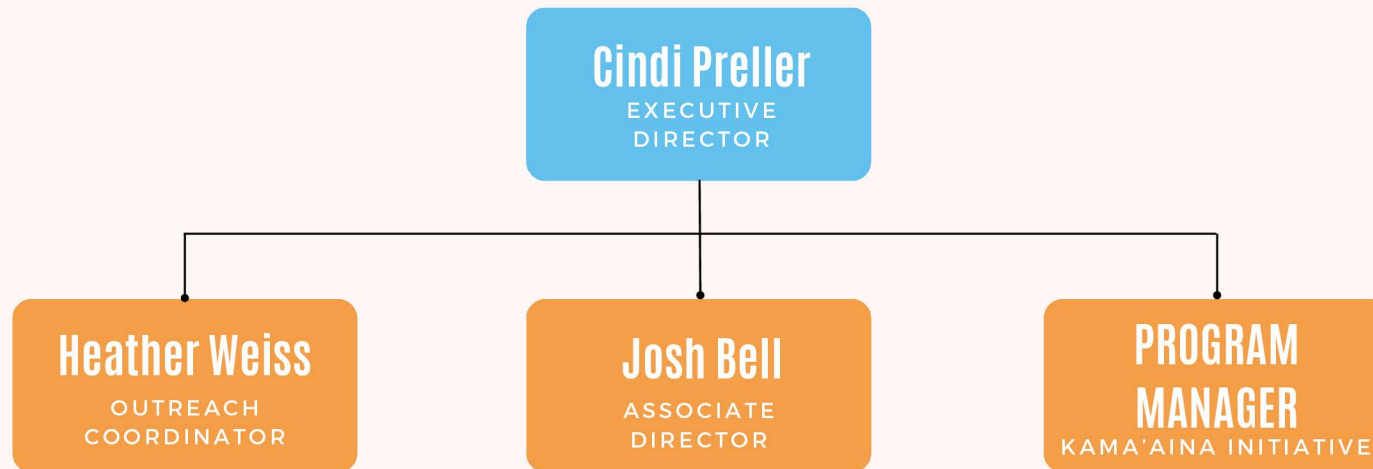 Cindi Preller
EXECUTIVE
DIRECTOR
Heather Weiss
OUTREACH
COORDINATOR
Josh Bell
ASSOCIATE
DIRECTOR
PROGRAM
MANAGER
KAMA'AINA INITIATIVE